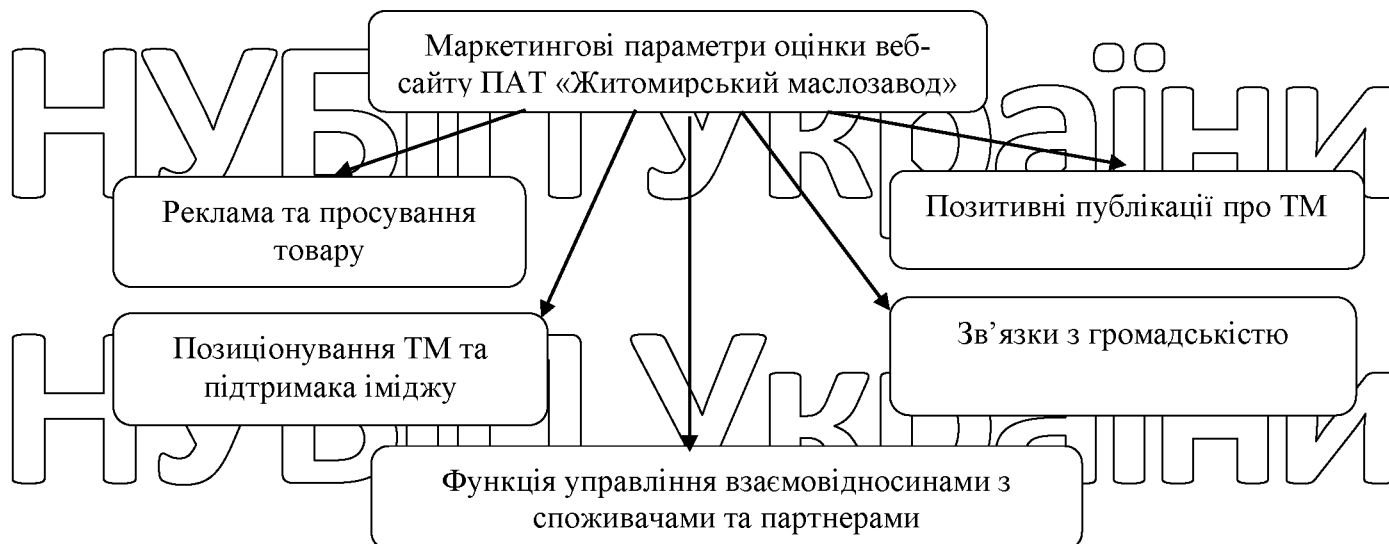 Маркетингові параметри оцінки веб-
сайту ПАТ «Житомирський маслозавод»
НУБіП України
Реклама та просування
товару
Позитивні публікації про ТМ
Позиціонування ТМ та
підтримака іміджу
Зв’язки з громадськістю
НУБіП України
Функція управління взаємовідносинами з
споживачами та партнерами